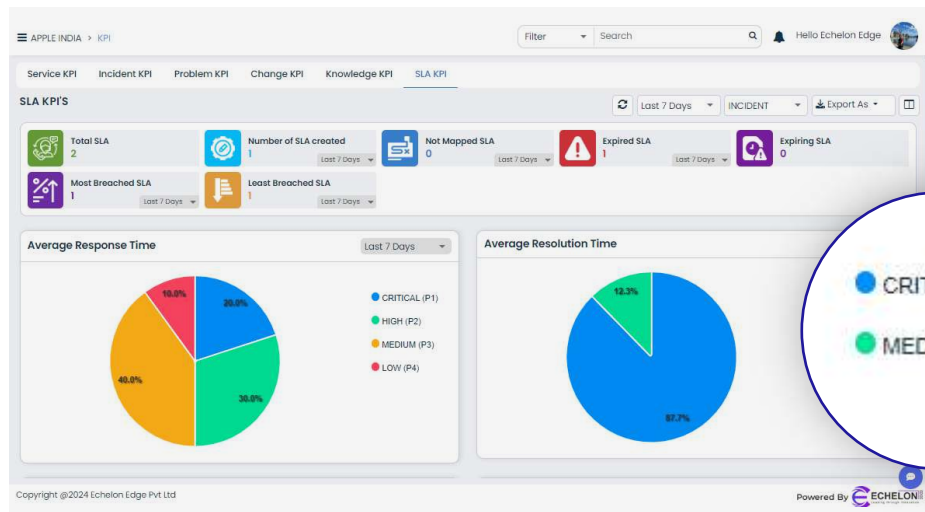 APPLE INDIA > KPI
Filter
Search
Hello Echelon Edge
Service KPI Incident KPI Problem KPI Change KPI Knowledge KPI SLA KPI
SLA KPI'S
Last 7 Days
INCIDENT
Export As
Total SLA
2
Number of SLA created
1
Last 7 Days
Not Mapped SLA
0
Last 7 Days
Expired SLA
1
Last 7 Days
Expiring SLA
0
Most Breached SLA
1
Last 7 Days
Least Breached SLA
1
Last 7 Days
Average Response Time
Last 7 Days
10.0%
20.0%
40.0%
30.0%
CRITICAL (P1)
HIGH (P2)
MEDIUM (P3)
LOW (P4)
Average Resolution Time
12.3%
87.7%
CRIT
MED
Copyright @2024 Echelon Edge Pvt Ltd
Powered By ECHELON